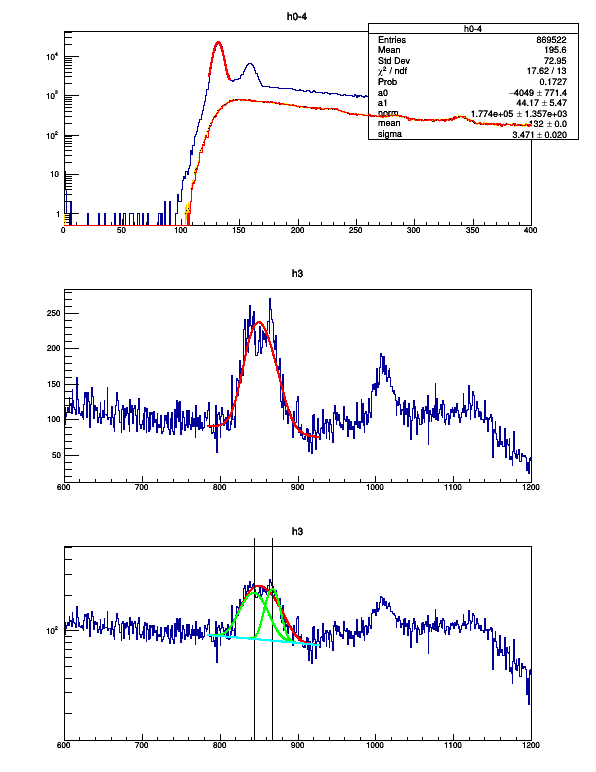 h0-4
h0-4
Entries 869522
Mean 195.6
Std Dev 72.95
χ² / ndf 17.62 / 13
Prob 0.1727
a0 −4049 ± 771.4
a1 44.17 ± 5.47
norm 1.774e+05 ± 1.357e+03
mean 132 ± 0.0
sigma 3.471 ± 0.020
10⁴
10³
10²
10
1
0 50 100 150 200 250 300 350 400
h3
250
200
150
100
50
600 700 800 900 1000 1100 1200
h3
10²
600 700 800 900 1000 1100 1200